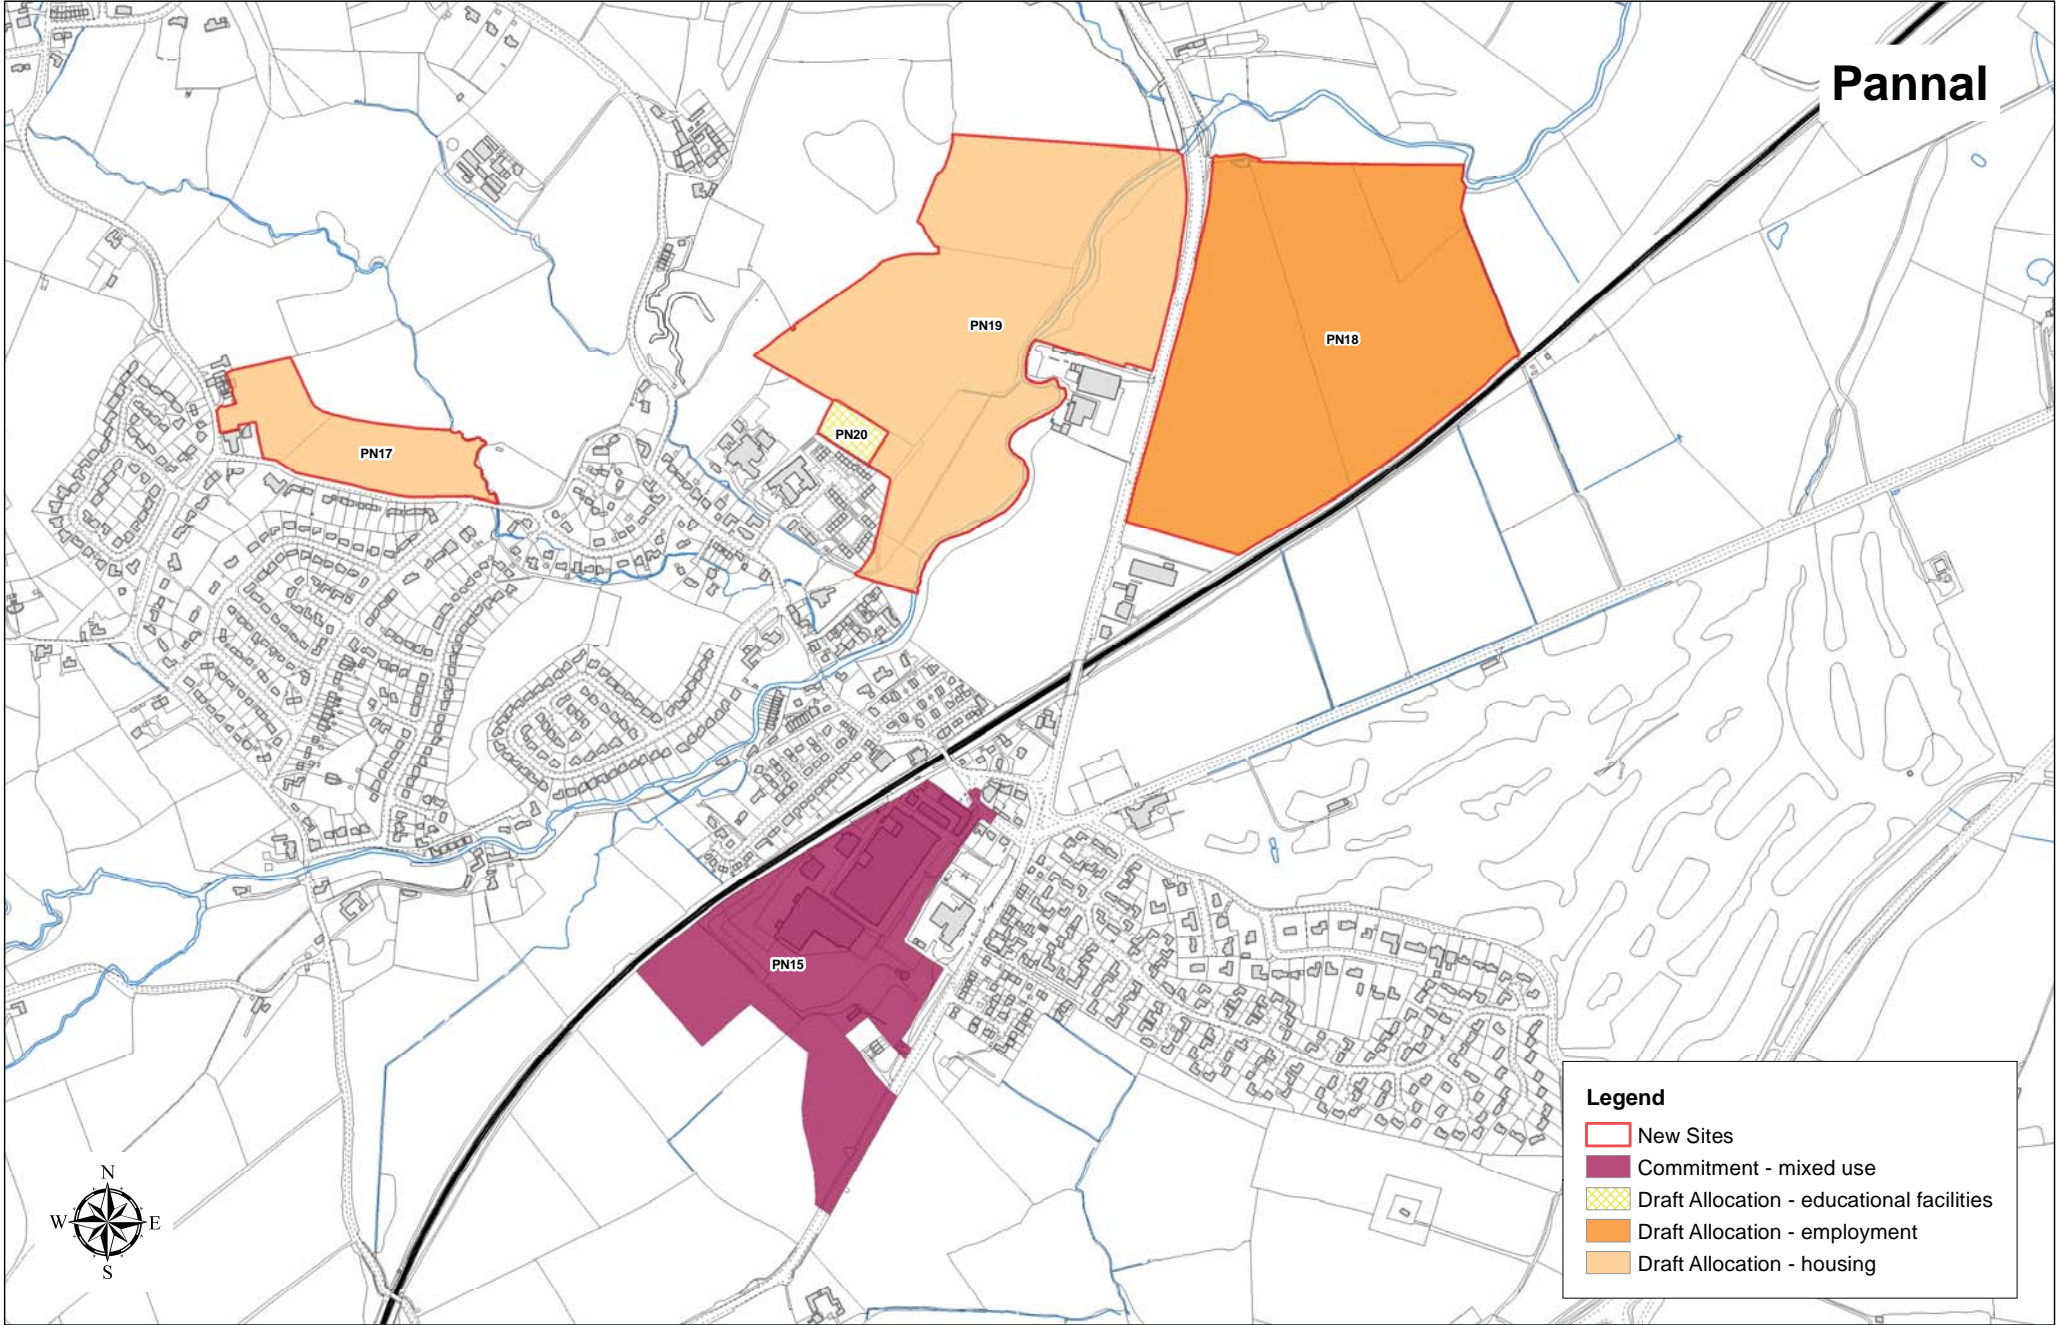 Pannal
PN19
PN18
PN20
PN17
PN15
Legend
New Sites
Commitment - mixed use
Draft Allocation - educational facilities
Draft Allocation - employment
Draft Allocation - housing
N
W E
S